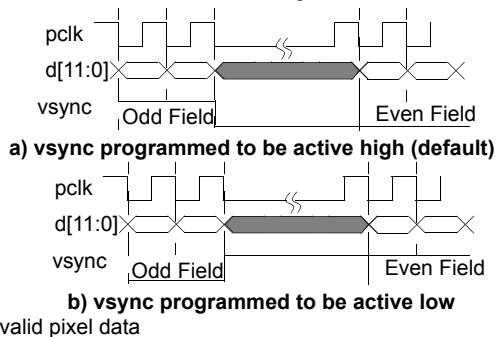 pclk
d[11:0]
vsync
Odd Field
Even Field
a) vsync programmed to be active high (default)
pclk
d[11:0]
vsync
Odd Field
Even Field
b) vsync programmed to be active low
valid pixel data